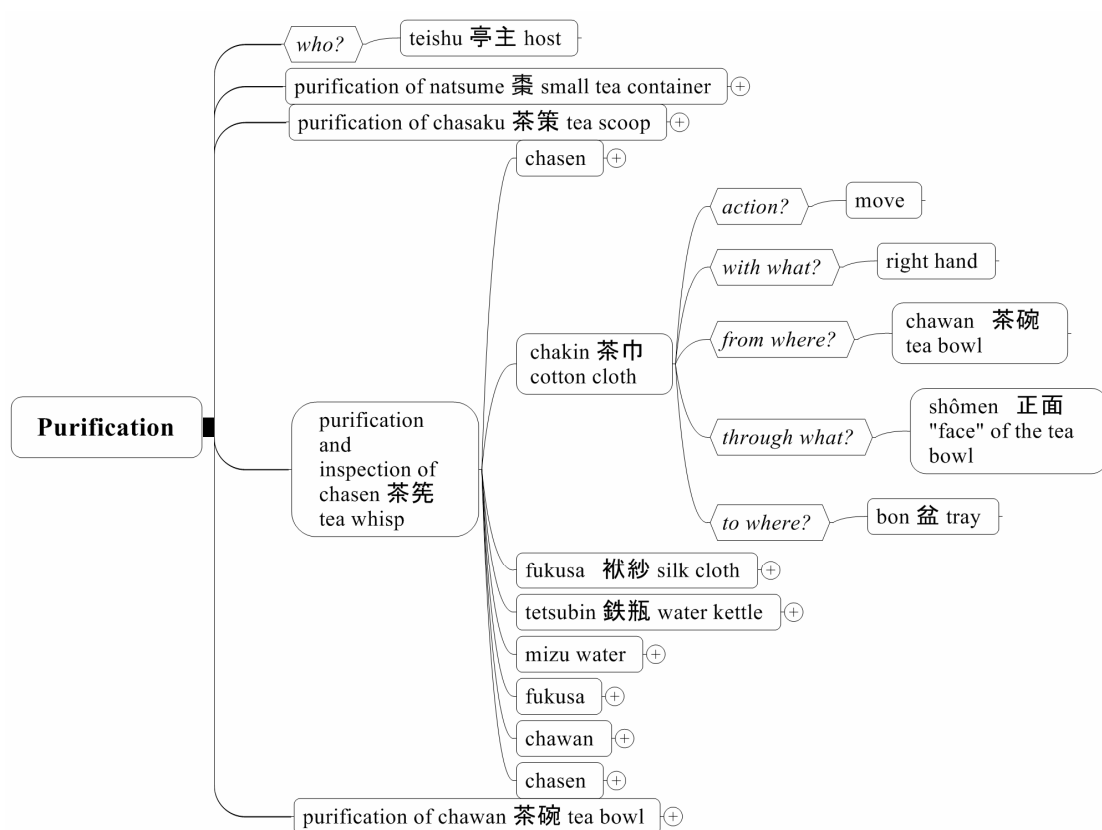 who?
teishu 亭主 host
purification of natsume 棗 small tea container
purification of chasaku 茶策 tea scoop
chasen
action?
move
with what?
right hand
from where?
chawan 茶碗
tea bowl
chakin 茶巾
cotton cloth
through what?
shômen 正面
"face" of the tea
bowl
to where?
bon 盆 tray
Purification
purification
and
inspection of
chasen 茶筅
tea whisp
fukusa 袱紗 silk cloth
tetsubin 鉄瓶 water kettle
mizu water
fukusa
chawan
chasen
purification of chawan 茶碗 tea bowl